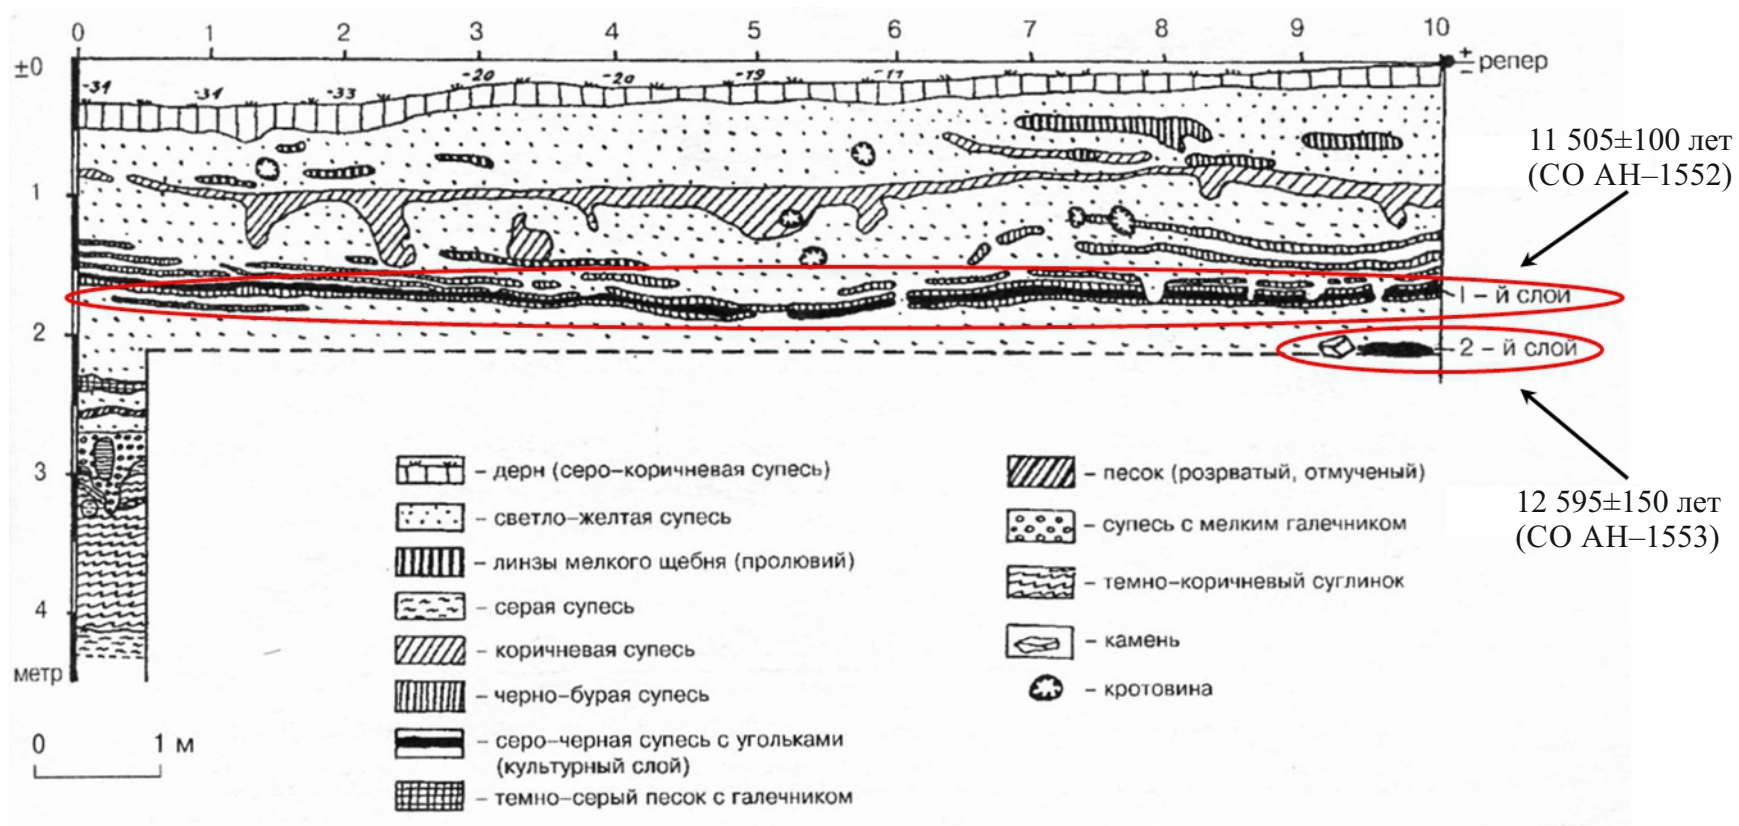 0 1 2 3 4 5 6 7 8 9 10
±0
+
– репер
-31 -31 -33 -20 -20 -19 -11
1
2
3
4
метр
11 505±100 лет
(СО АН–1552)
1 – й слой
2 – й слой
12 595±150 лет
(СО АН–1553)
– дерн (серо–коричневая супесь)
– светло–желтая супесь
– линзы мелкого щебня (пролювий)
– серая супесь
– коричневая супесь
– черно–бурая супесь
– серо–черная супесь с угольками
(культурный слой)
– темно–серый песок с галечником
– песок (розрватый, отмученый)
– супесь с мелким галечником
– темно–коричневый суглинок
– камень
– кротовина
0 1 м